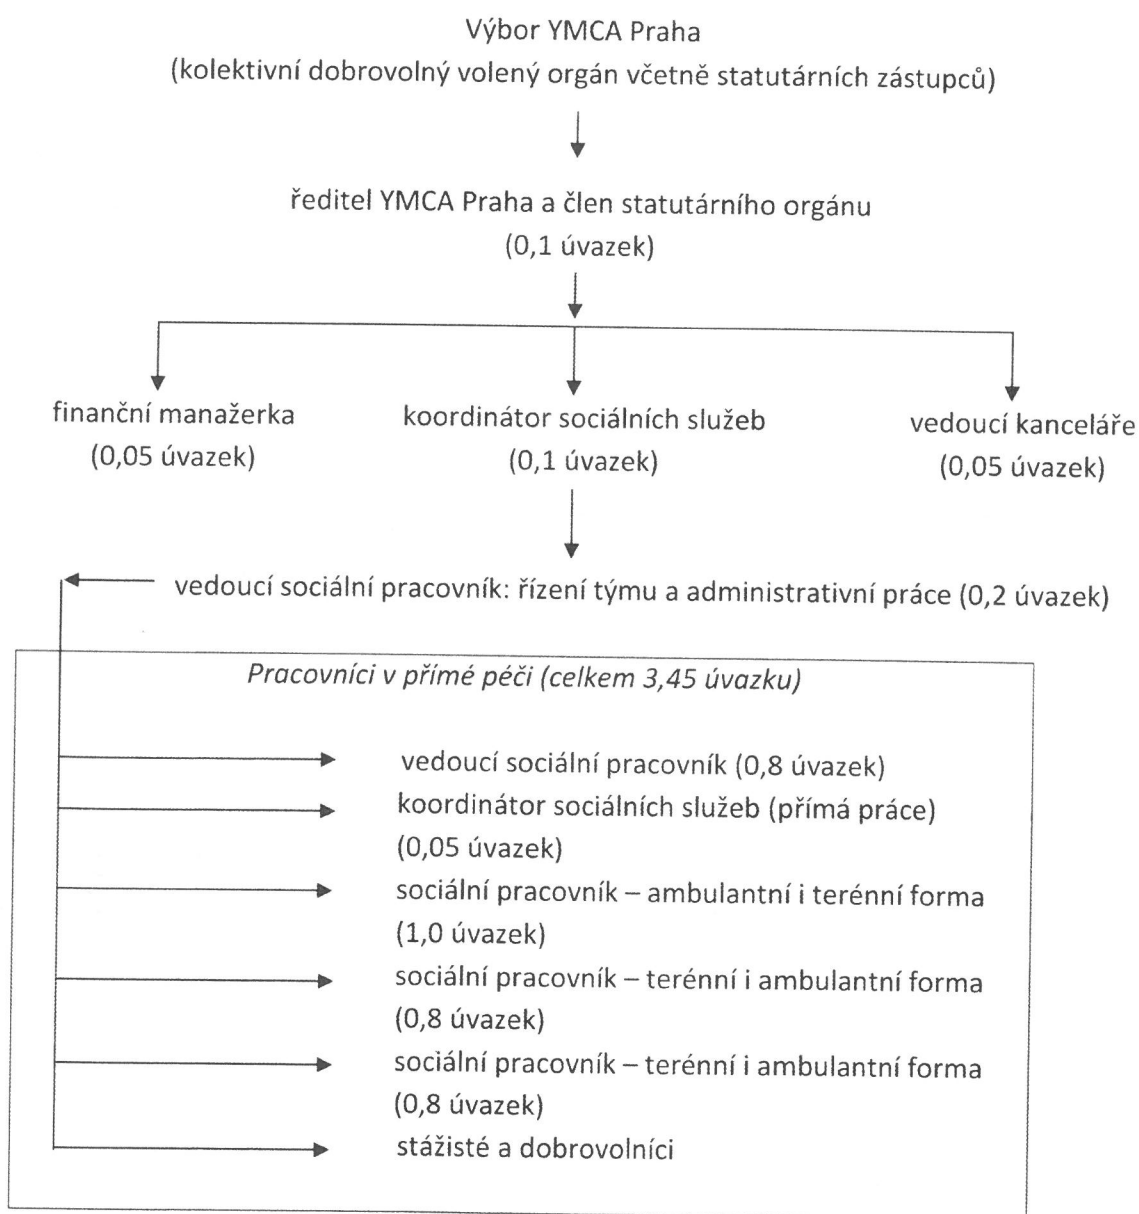 Výbor YMCA Praha
(kolektivní dobrovolný volený orgán včetně statutárních zástupců)
ředitel YMCA Praha a člen statutárního orgánu
(0,1 úvazek)
finanční manažerka
(0,05 úvazek)
koordinátor sociálních služeb
(0,1 úvazek)
vedoucí kanceláře
(0,05 úvazek)
vedoucí sociální pracovník: řízení týmu a administrativní práce (0,2 úvazek)
Pracovníci v přímé péči (celkem 3,45 úvazku)
vedoucí sociální pracovník (0,8 úvazek)
koordinátor sociálních služeb (přímá práce)
(0,05 úvazek)
sociální pracovník – ambulantní i terénní forma
(1,0 úvazek)
sociální pracovník – terénní i ambulantní forma
(0,8 úvazek)
sociální pracovník – terénní i ambulantní forma
(0,8 úvazek)
stážisté a dobrovolníci